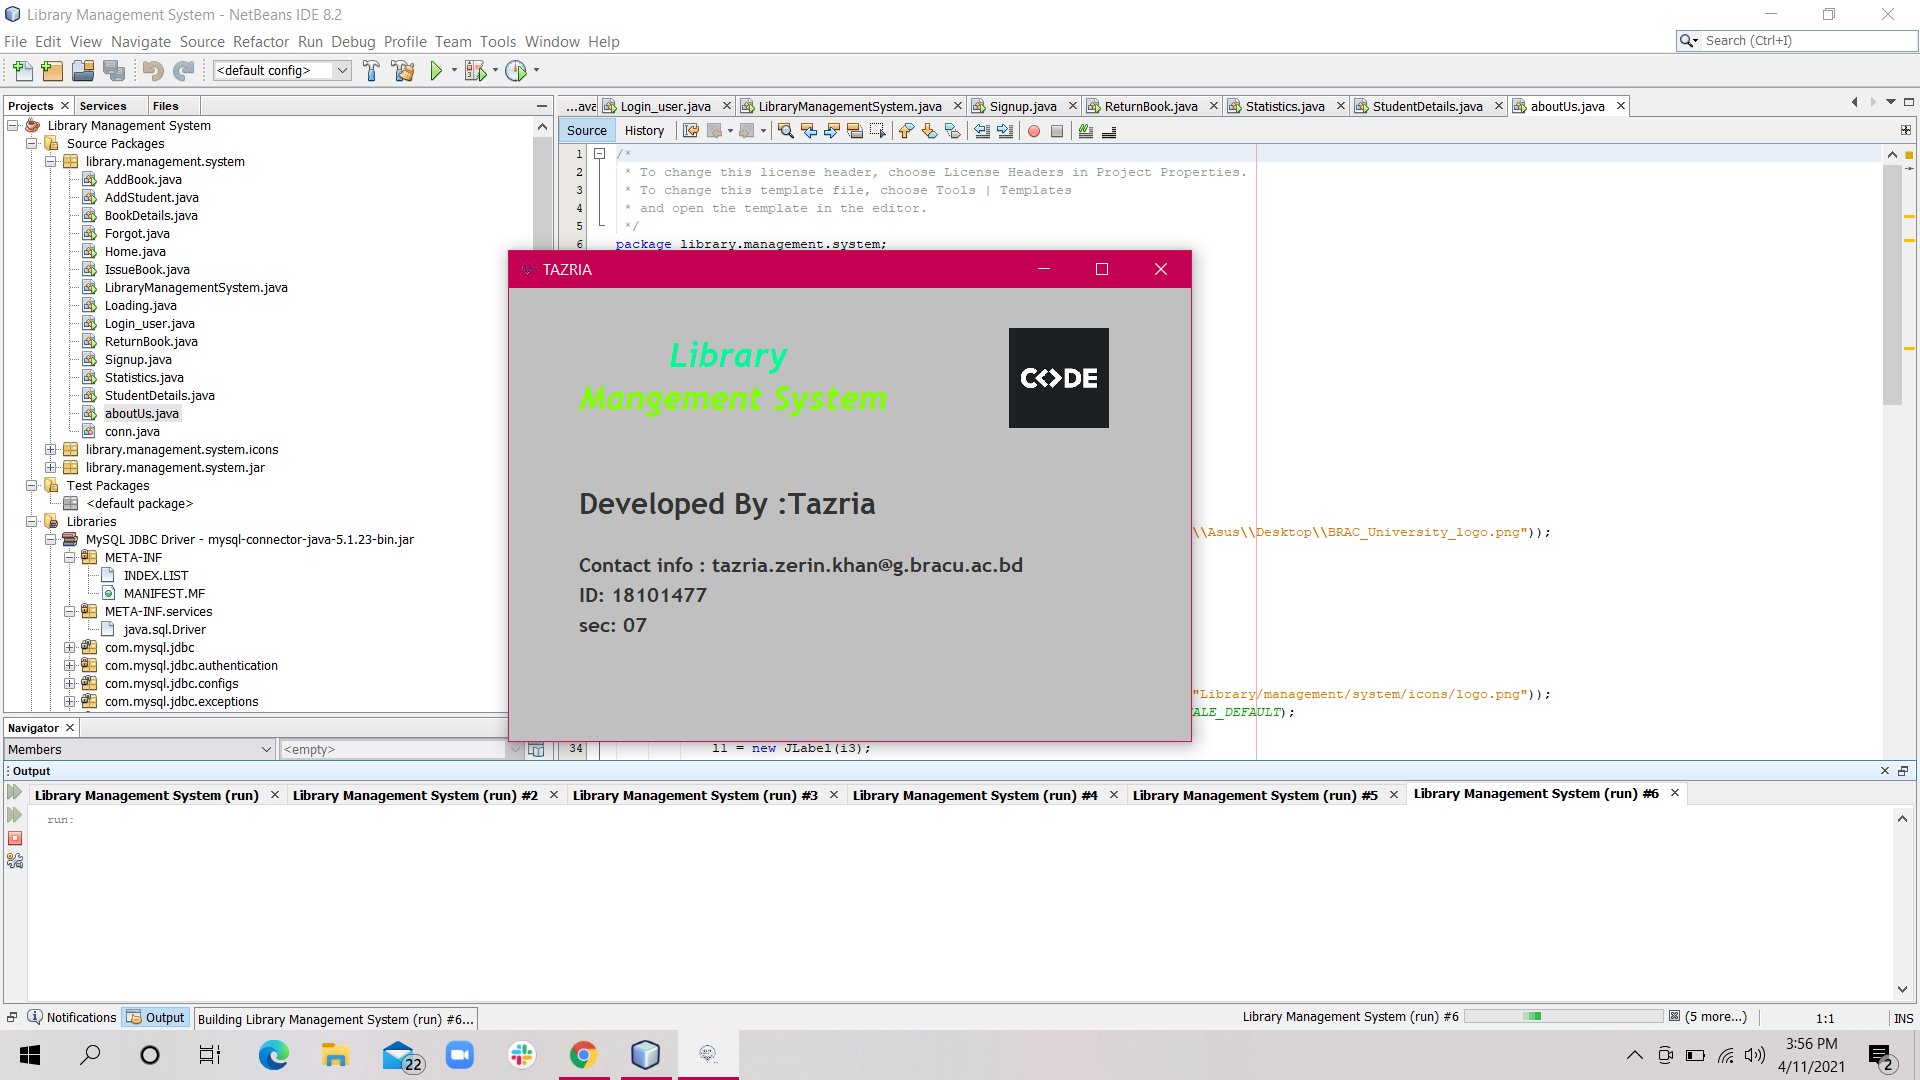 Library Management System - NetBeans IDE 8.2
File Edit View Navigate Source Refactor Run Debug Profile Team Tools Window Help
Search (Ctrl+I)
<default config>
Projects Services Files
...ava Login_user.java LibraryManagementSystem.java Signup.java ReturnBook.java Statistics.java StudentDetails.java aboutUs.java
Source History
Library Management System
Source Packages
library.management.system
AddBook.java
AddStudent.java
BookDetails.java
Forgot.java
Home.java
IssueBook.java
LibraryManagementSystem.java
Loading.java
Login_user.java
ReturnBook.java
Signup.java
Statistics.java
StudentDetails.java
aboutUs.java
conn.java
library.management.system.icons
library.management.system.jar
Test Packages
<default package>
Libraries
MySQL JDBC Driver - mysql-connector-java-5.1.23-bin.jar
META-INF
INDEX.LIST
MANIFEST.MF
META-INF.services
java.sql.Driver
com.mysql.jdbc
com.mysql.jdbc.authentication
com.mysql.jdbc.configs
com.mysql.jdbc.exceptions
1 /*
2 * To change this license header, choose License Headers in Project Properties.
3 * To change this template file, choose Tools | Templates
4 * and open the template in the editor.
5 */
6 package library.management.system;
\\Asus\\Desktop\\BRAC_University_logo.png"));
"Library/management/system/icons/logo.png"));
ALE_DEFAULT);
34 l1 = new JLabel(i3);
TAZRIA
Library
Mangement System
C<>DE
Developed By :Tazria
Contact info : tazria.zerin.khan@g.bracu.ac.bd
ID: 18101477
sec: 07
Navigator
Members <empty>
Output
Library Management System (run) Library Management System (run) #2 Library Management System (run) #3 Library Management System (run) #4 Library Management System (run) #5 Library Management System (run) #6
run:
Notifications Output Building Library Management System (run) #6... Library Management System (run) #6 (5 more...) 1:1 INS
22
3:56 PM
4/11/2021
2